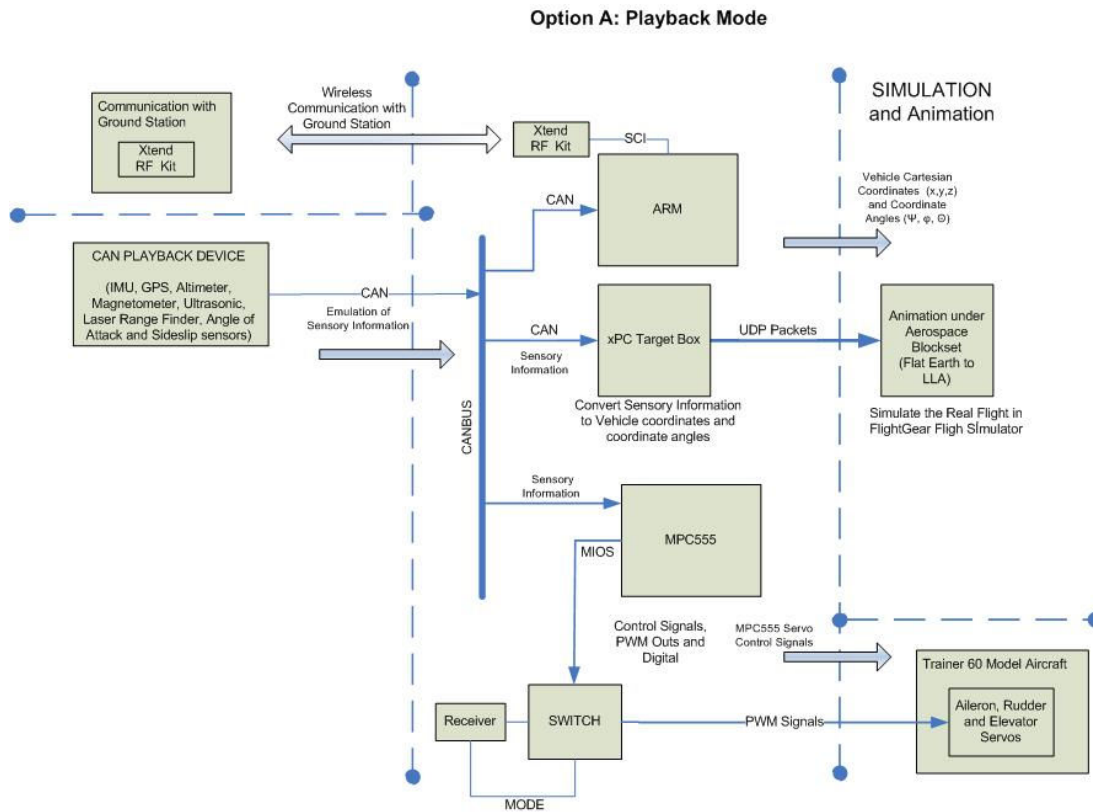 Option A: Playback Mode
Communication with
Ground Station
Xtend
RF Kit
Wireless
Communication with
Ground Station
Xtend
RF Kit
SCI
SIMULATION
and Animation
CAN
ARM
Vehicle Cartesian
Coordinates (x,y,z)
and Coordinate
Angles (Ψ, φ, Θ)
CAN PLAYBACK DEVICE
(IMU, GPS, Altimeter,
Magnetometer, Ultrasonic,
Laser Range Finder, Angle of
Attack and Sideslip sensors)
CAN
Emulation of
Sensory Information
CANBUS
CAN
Sensory
Information
xPC Target Box
Convert Sensory Information
to Vehicle coordinates and
coordinate angles
UDP Packets
Animation under
Aerospace
Blockset
(Flat Earth to
LLA)
Simulate the Real Flight in
FlightGear Fligh Simulator
Sensory
Information
MPC555
MIOS
Control Signals,
PWM Outs and
Digital
MPC555 Servo
Control Signals
Trainer 60 Model Aircraft
Aileron, Rudder
and Elevator
Servos
Receiver
SWITCH
PWM Signals
MODE